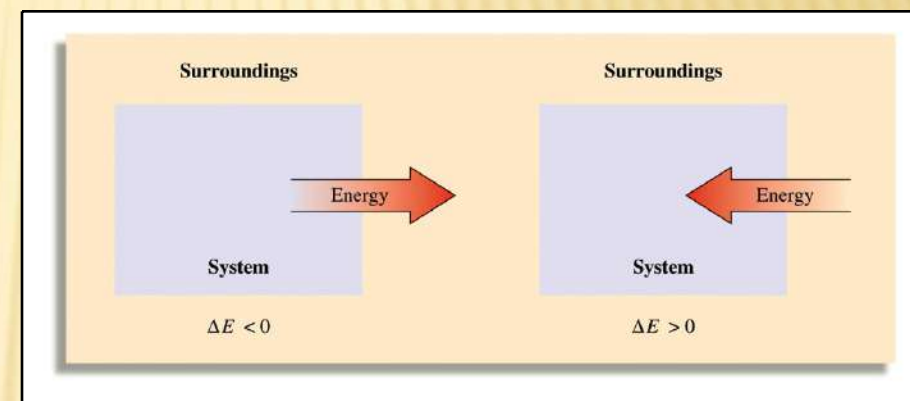 Surroundings
Energy
System
ΔE < 0
Surroundings
Energy
System
ΔE > 0